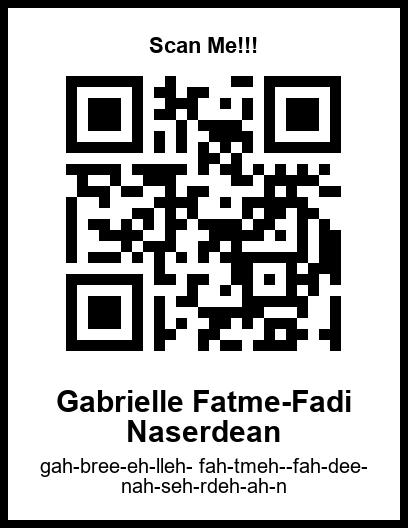 Scan Me!!!
Gabrielle Fatme-Fadi
Naserdean
gah-bree-eh-lleh- fah-tmeh--fah-dee-
nah-seh-rdeh-ah-n